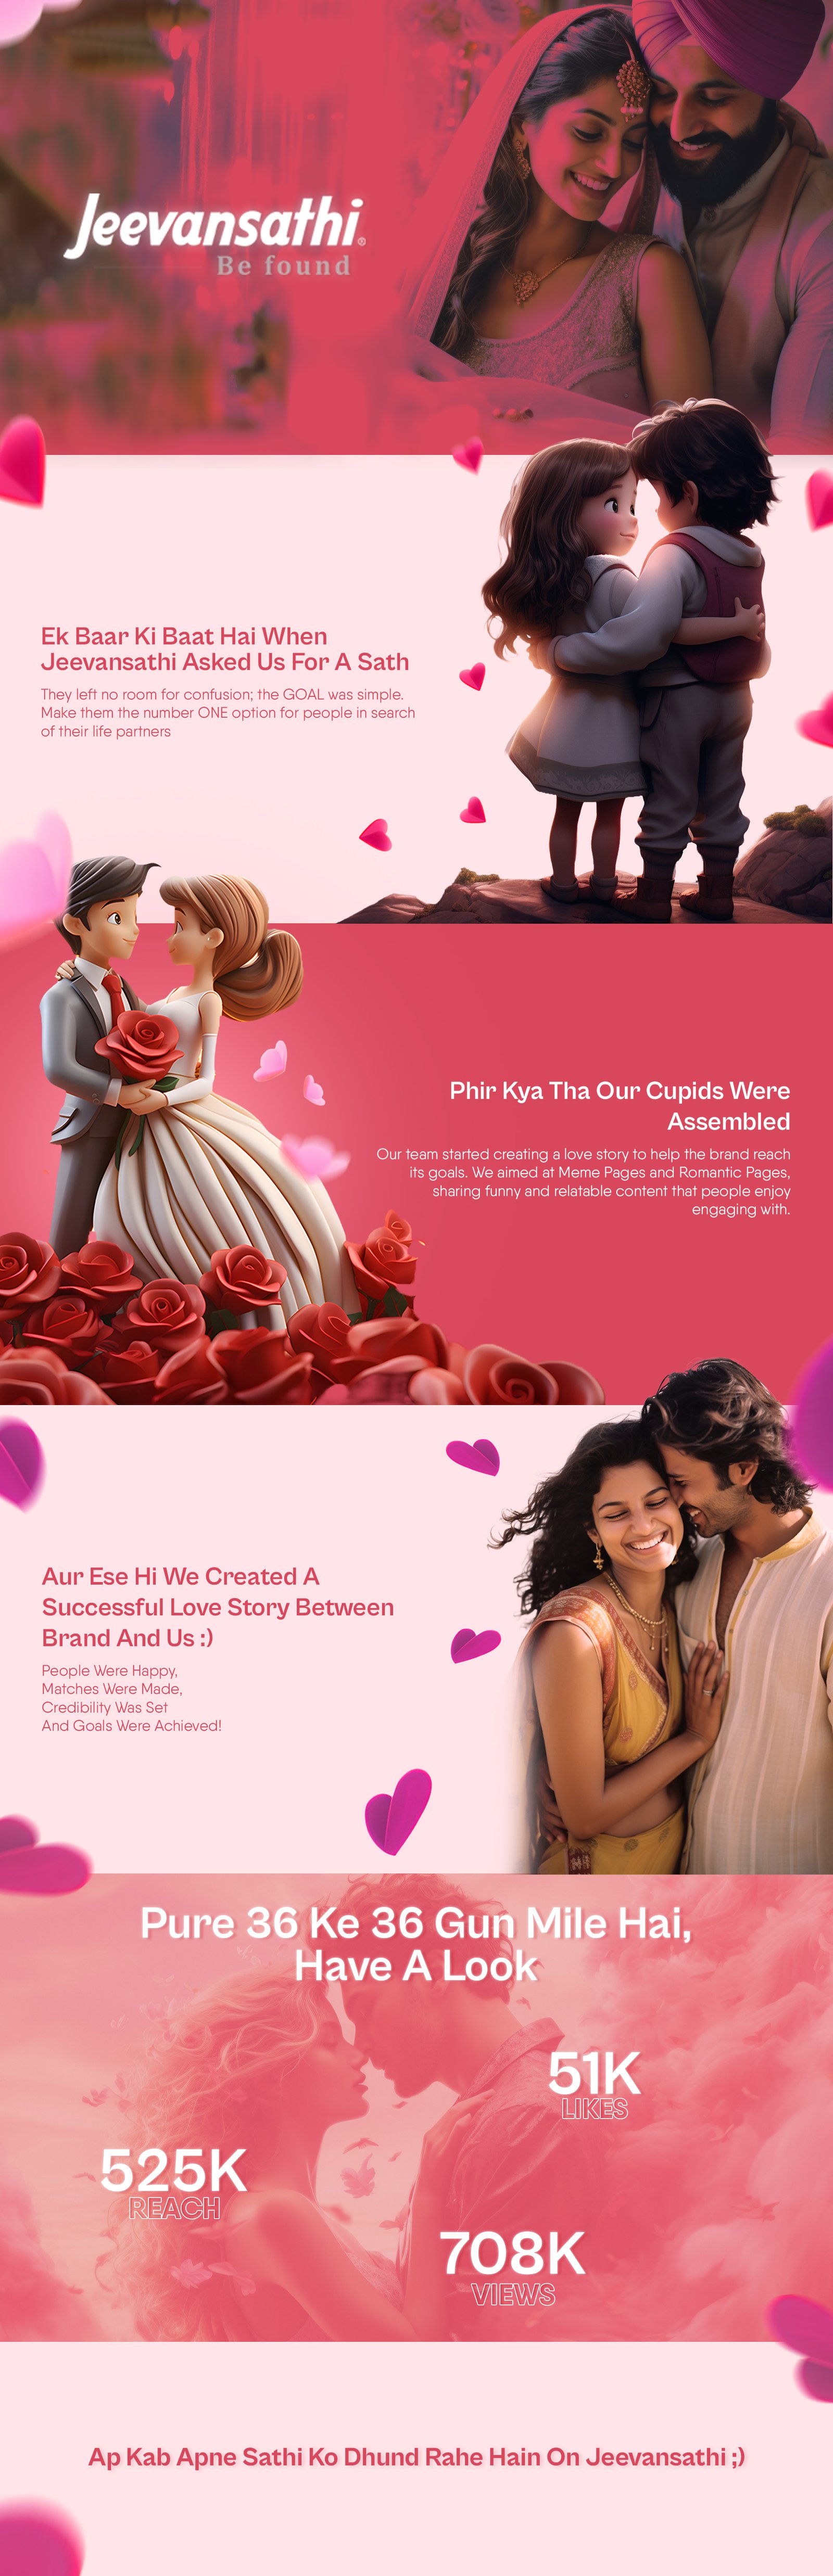 Jeevansathi®
Be found
Ek Baar Ki Baat Hai When
Jeevansathi Asked Us For A Sath
They left no room for confusion; the GOAL was simple.
Make them the number ONE option for people in search
of their life partners
Phir Kya Tha Our Cupids Were
Assembled
Our team started creating a love story to help the brand reach
its goals. We aimed at Meme Pages and Romantic Pages,
sharing funny and relatable content that people enjoy
engaging with.
Aur Ese Hi We Created A
Successful Love Story Between
Brand And Us :)
People Were Happy,
Matches Were Made,
Credibility Was Set
And Goals Were Achieved!
Pure 36 Ke 36 Gun Mile Hai,
Have A Look
51K
LIKES
525K
REACH
708K
VIEWS
Ap Kab Apne Sathi Ko Dhund Rahe Hain On Jeevansathi ;)